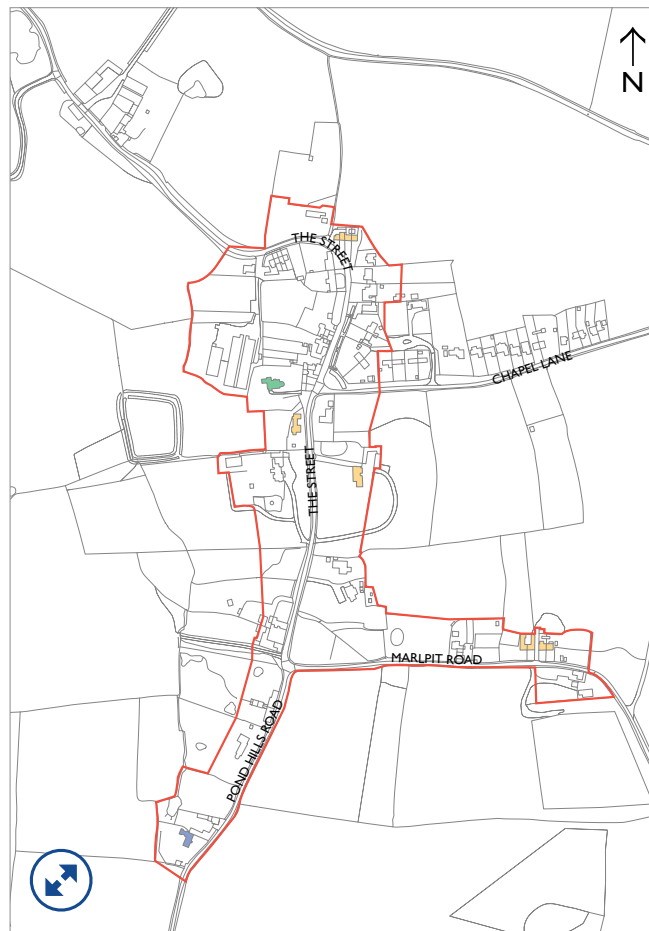 N
THE STREET
CHAPEL LANE
THE STREET
MARLPIT ROAD
POND HILLS ROAD